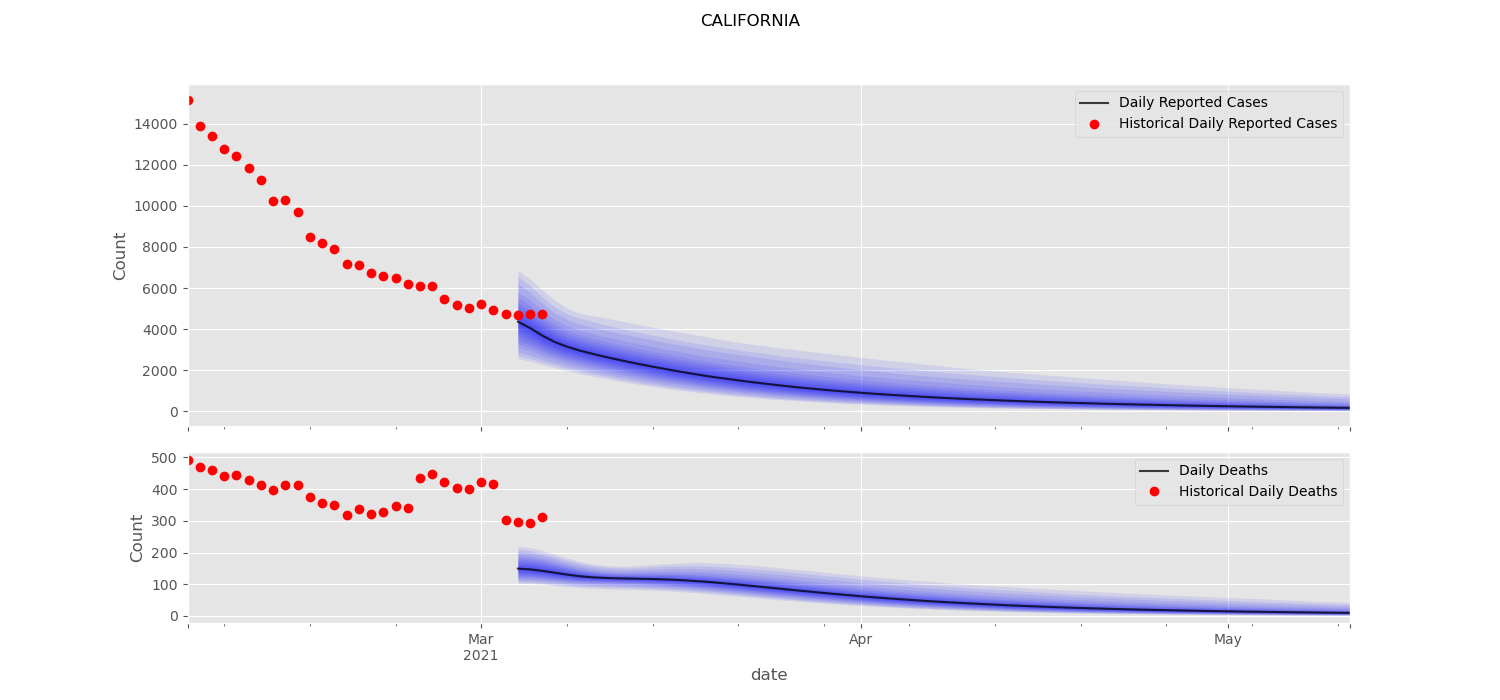 CALIFORNIA
Daily Reported Cases
Historical Daily Reported Cases
14000
12000
10000
8000
6000
4000
2000
0
Count
Daily Deaths
Historical Daily Deaths
500
400
300
200
100
0
Count
Mar
2021
Apr
May
date